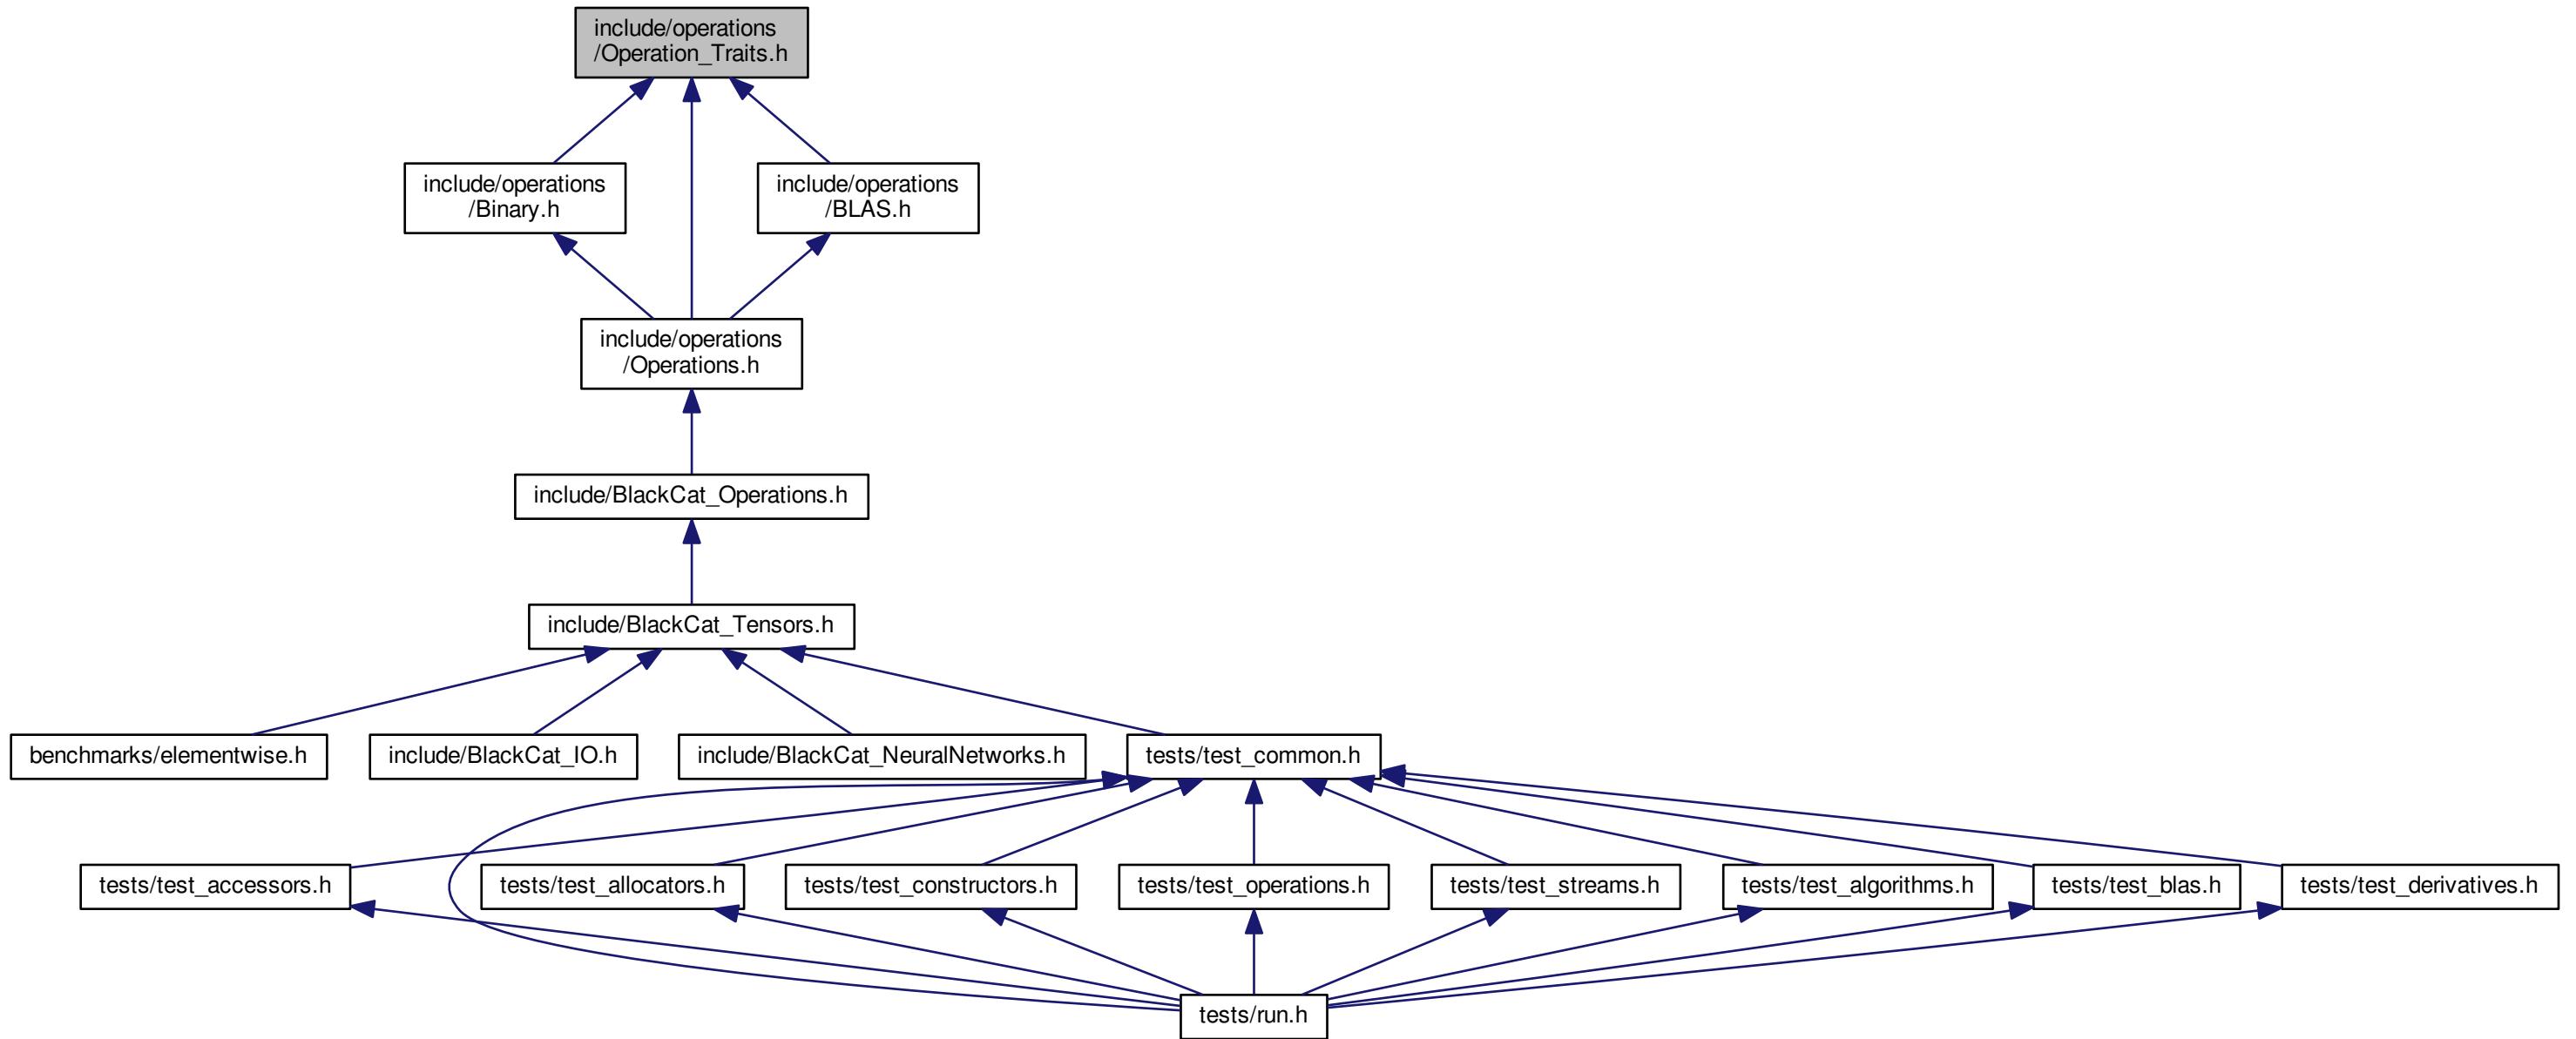 include/operations
/Operation_Traits.h
include/operations
/Binary.h
include/operations
/BLAS.h
include/operations
/Operations.h
include/BlackCat_Operations.h
include/BlackCat_Tensors.h
benchmarks/elementwise.h
include/BlackCat_IO.h
include/BlackCat_NeuralNetworks.h
tests/test_common.h
tests/test_accessors.h
tests/test_allocators.h
tests/test_constructors.h
tests/test_operations.h
tests/test_streams.h
tests/test_algorithms.h
tests/test_blas.h
tests/test_derivatives.h
tests/run.h